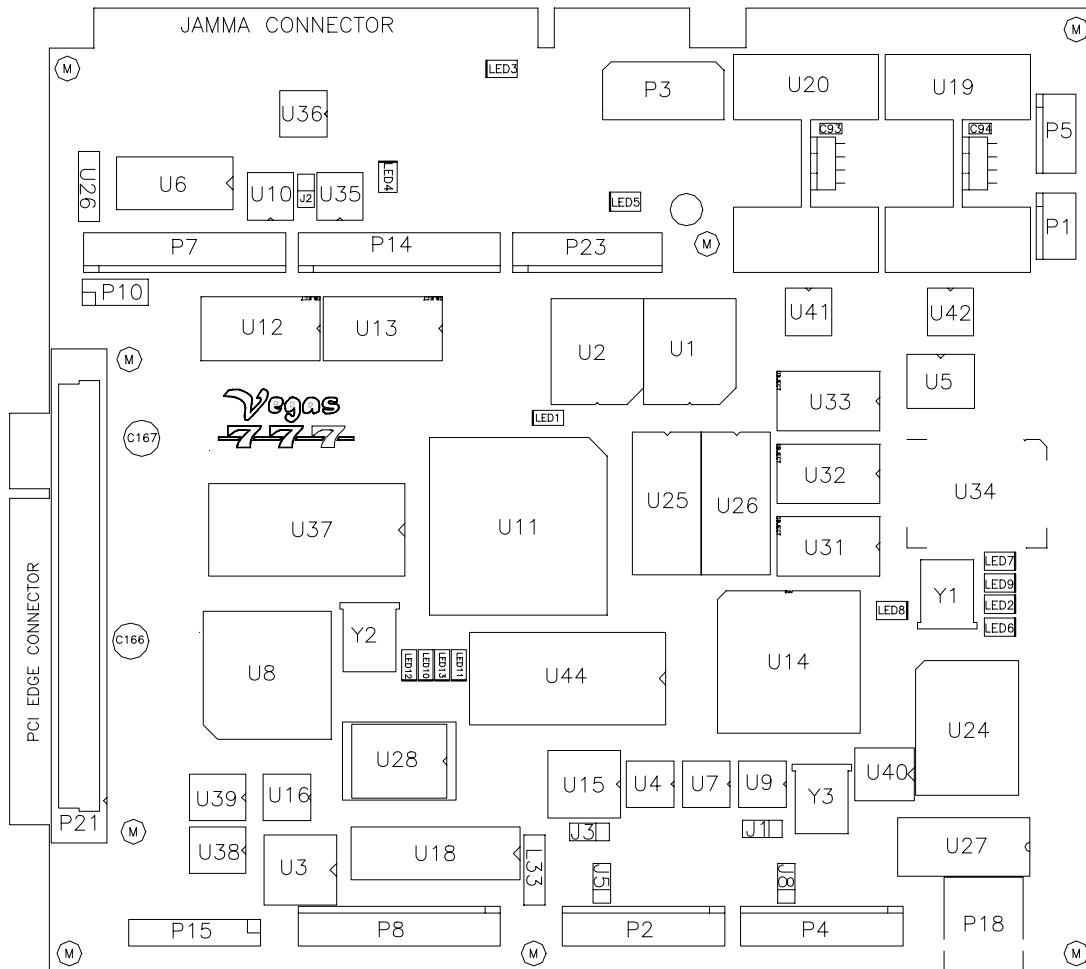 JAMMA CONNECTOR
M
M
LED3
P3
U20
U19
U36
C93
C94
P5
U26
U6
U10
J2
U35
LED4
LED5
P1
P7
P14
P23
M
P10
U12
U13
U2
U1
U41
U42
M
U33
U5
Vegas
777
LED1
C167
U25
U26
U32
U34
U37
U11
U31
LED7
LED9
LED2
LED6
Y1
LED8
PCI EDGE CONNECTOR
C166
U8
Y2
LED12
LED10
LED13
LED11
U44
U14
U24
U28
U15
U4
U7
U9
Y3
U40
U39
U16
P21
M
J3
J1
U38
U3
U18
L33
J5
J8
U27
P15
P8
P2
P4
P18
M
M
M